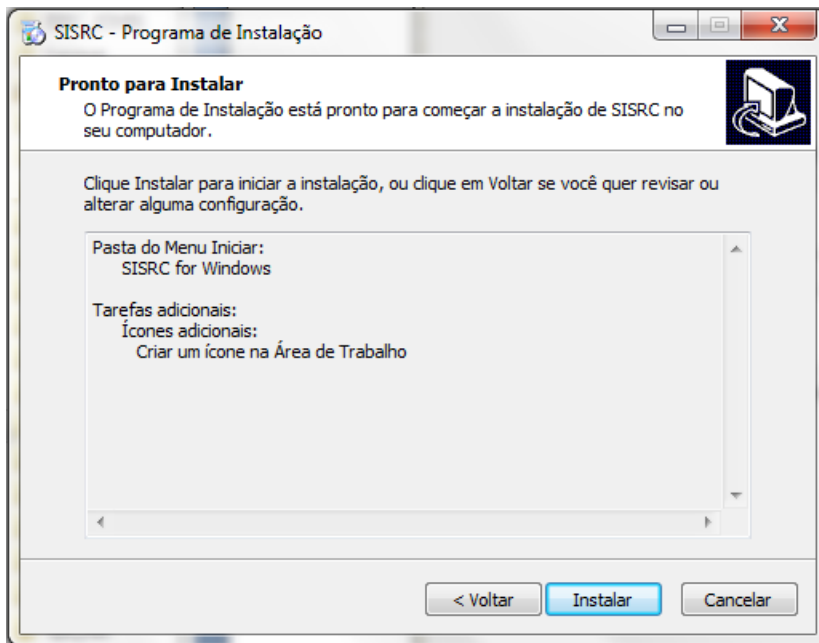 SISRC - Programa de Instalação
Pronto para Instalar
O Programa de Instalação está pronto para começar a instalação de SISRC no
seu computador.
Clique Instalar para iniciar a instalação, ou clique em Voltar se você quer revisar ou
alterar alguma configuração.
Pasta do Menu Iniciar:
SISRC for Windows
Tarefas adicionais:
Ícones adicionais:
Criar um ícone na Área de Trabalho
< Voltar
Instalar
Cancelar